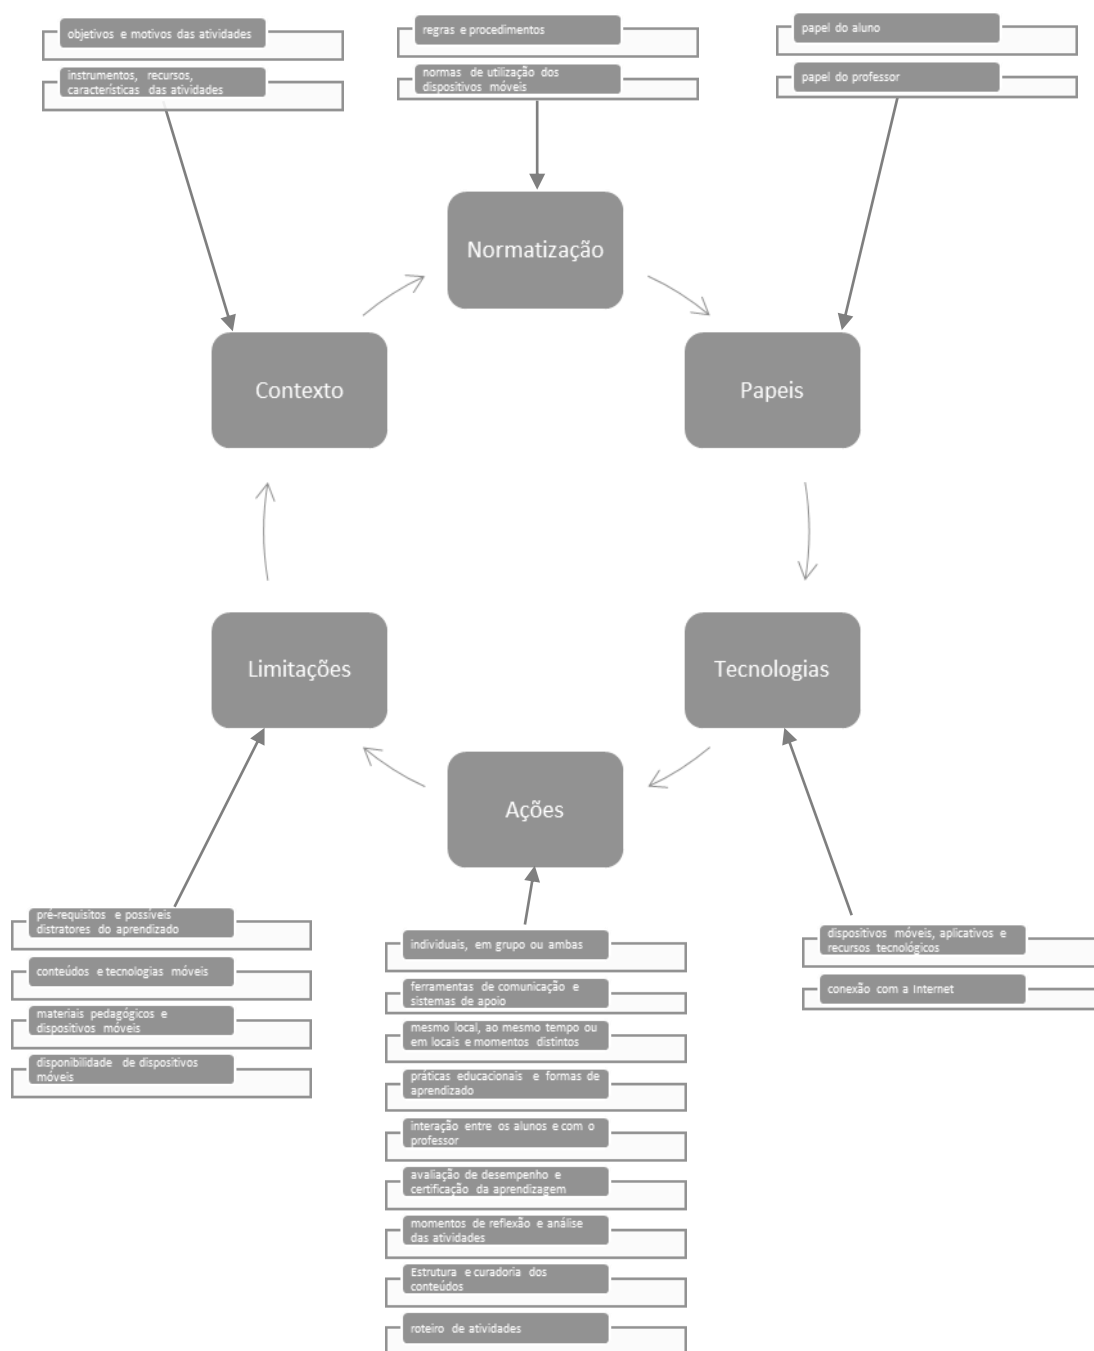 objetivos e motivos das atividades
instrumentos, recursos,
características das atividades
regras e procedimentos
normas de utilização dos
dispositivos móveis
papel do aluno
papel do professor
Normatização
Contexto
Papeis
Limitações
Tecnologias
Ações
pré-requisitos e possíveis
distratores do aprendizado
conteúdos e tecnologias móveis
materiais pedagógicos e
dispositivos móveis
disponibilidade de dispositivos
móveis
individuais, em grupo ou ambas
ferramentas de comunicação e
sistemas de apoio
mesmo local, ao mesmo tempo ou
em locais e momentos distintos
práticas educacionais e formas de
aprendizado
interação entre os alunos e com o
professor
avaliação de desempenho e
certificação da aprendizagem
momentos de reflexão e análise
das atividades
Estrutura e curadoria dos
conteúdos
roteiro de atividades
dispositivos móveis, aplicativos e
recursos tecnológicos
conexão com a Internet